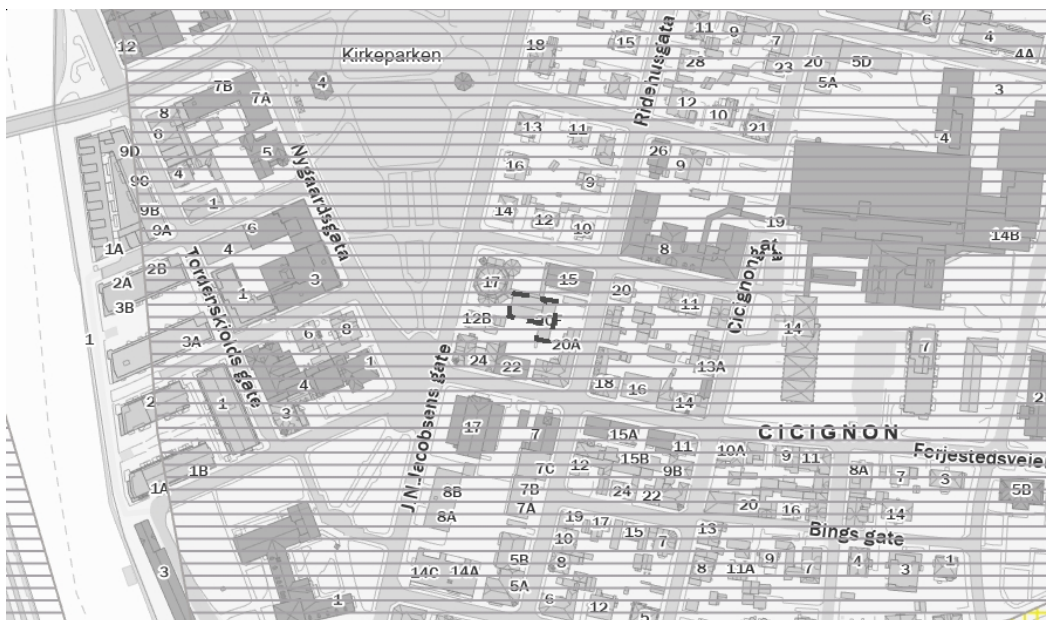 12
18
15
11
9
7
6
4
4A
Kirkeparken
28
23
20
5D
5A
3
7B
7A
4
Ridehusgata
8
6
12
10
21
13
11
4
9D
5
26
9
4
9C
16
9
Nygaardsgata
9B
1
14
12
10
19
9A
6
8
14B
1A
4
2A
2B
3
17
15
1
20
11
3B
Tordenskiolds gate
12B
Cicignongata
14
1
3A
6
8
20A
7
24
22
13A
1
4
18
16
14
2
1
3
J.N. Jacobsens gate
17
7
15A
CICIGNON
2
11
10A
9
11
Ferjestedsveien
1B
7C
12
15B
9B
8A
7
3
1A
8B
7B
24
22
5B
8A
7A
20
16
14
19
17
13
Bings gate
10
15
7
3
14C
14A
5B
8
8
11A
9
7
4
3
1
5A
1
6
12
5